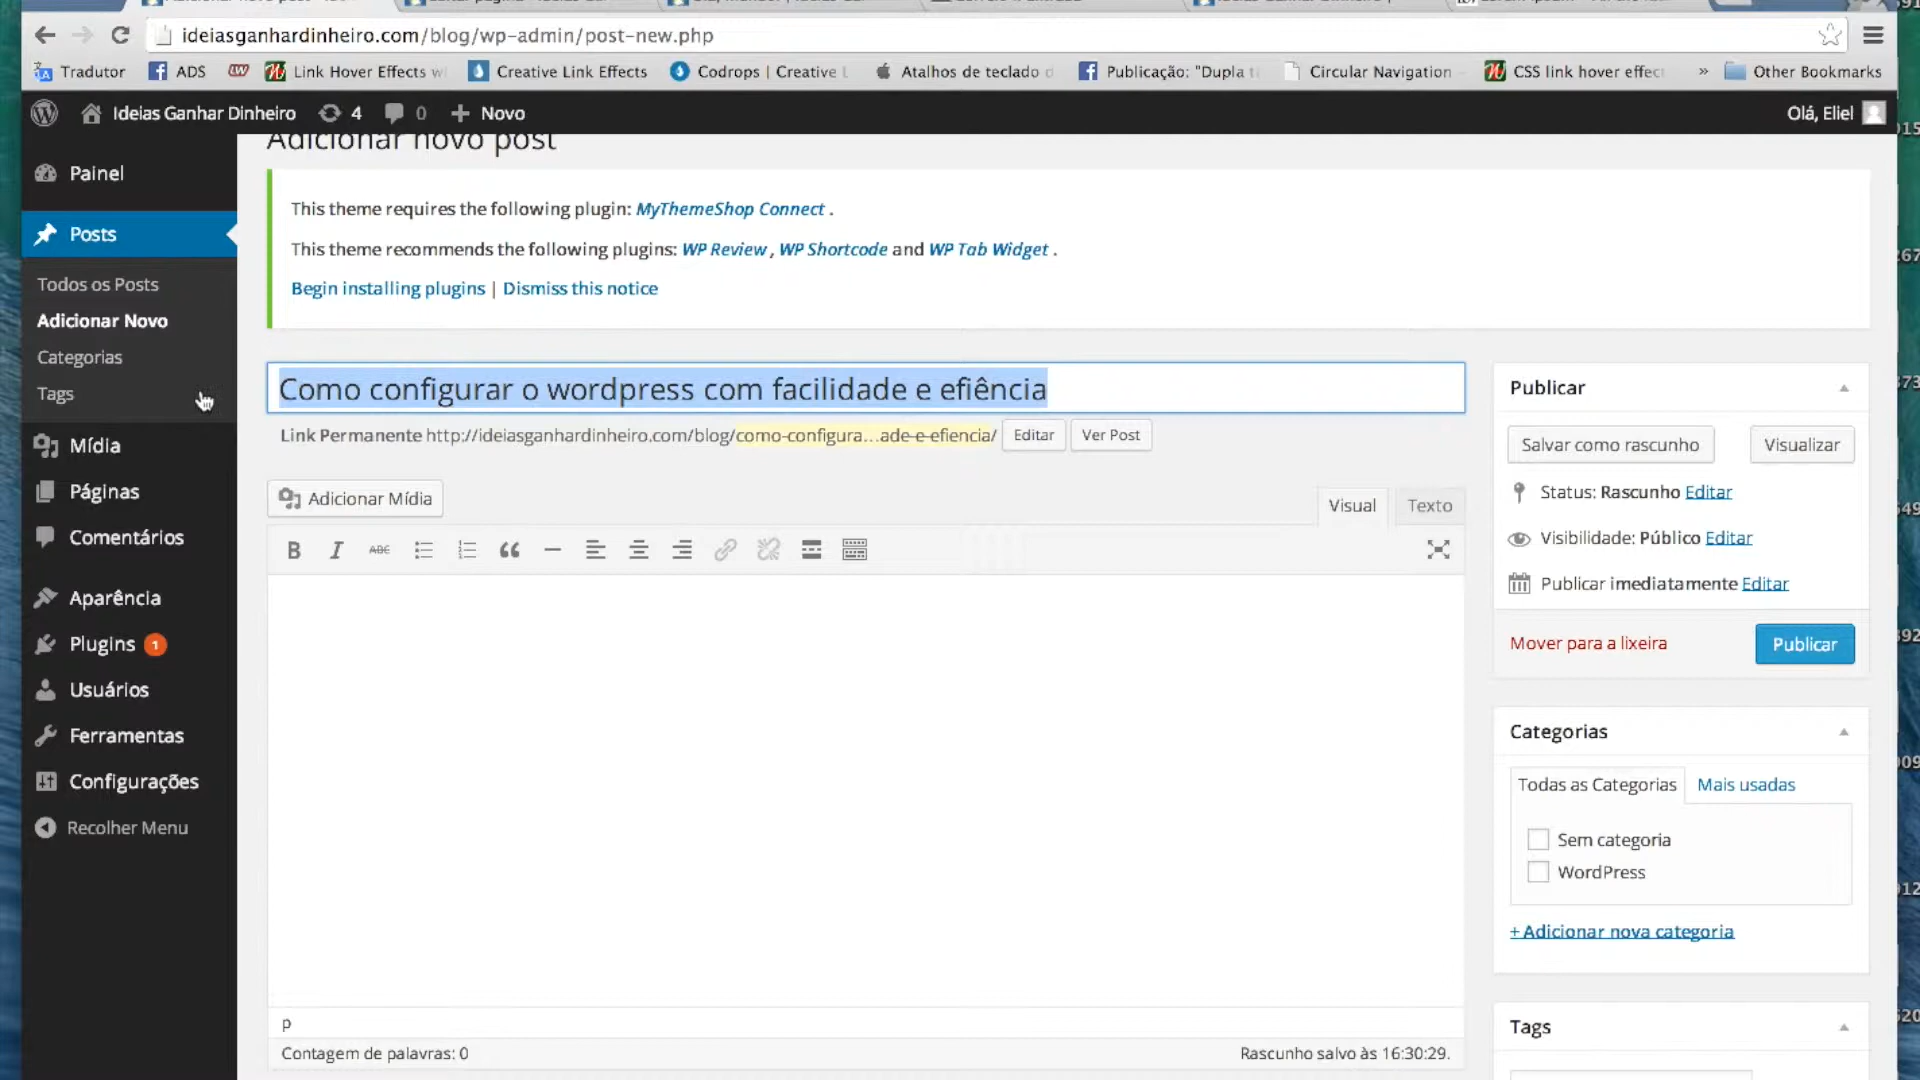 ideiasganhardinheiro.com/blog/wp-admin/post-new.php
Tradutor
ADS
Link Hover Effects w
Creative Link Effects
Codrops | Creative L
Atalhos de teclado d
Publicação: "Dupla t
Circular Navigation
CSS link hover effec
»
Other Bookmarks
Ideias Ganhar Dinheiro
4
0
Novo
Olá, Eliel
Adicionar novo post
Painel
Posts
Todos os Posts
Adicionar Novo
Categorias
Tags
Mídia
Páginas
Comentários
Aparência
Plugins 1
Usuários
Ferramentas
Configurações
Recolher Menu
This theme requires the following plugin: MyThemeShop Connect .
This theme recommends the following plugins: WP Review , WP Shortcode and WP Tab Widget .
Begin installing plugins | Dismiss this notice
Como configurar o wordpress com facilidade e efiência
Link Permanente http://ideiasganhardinheiro.com/blog/como-configura...ade-e-efiencia/ Editar Ver Post
Adicionar Mídia
Visual
Texto
B I ABC
p
Contagem de palavras: 0
Rascunho salvo às 16:30:29.
Publicar
Salvar como rascunho
Visualizar
Status: Rascunho Editar
Visibilidade: Público Editar
Publicar imediatamente Editar
Mover para a lixeira
Publicar
Categorias
Todas as Categorias
Mais usadas
Sem categoria
WordPress
+ Adicionar nova categoria
Tags